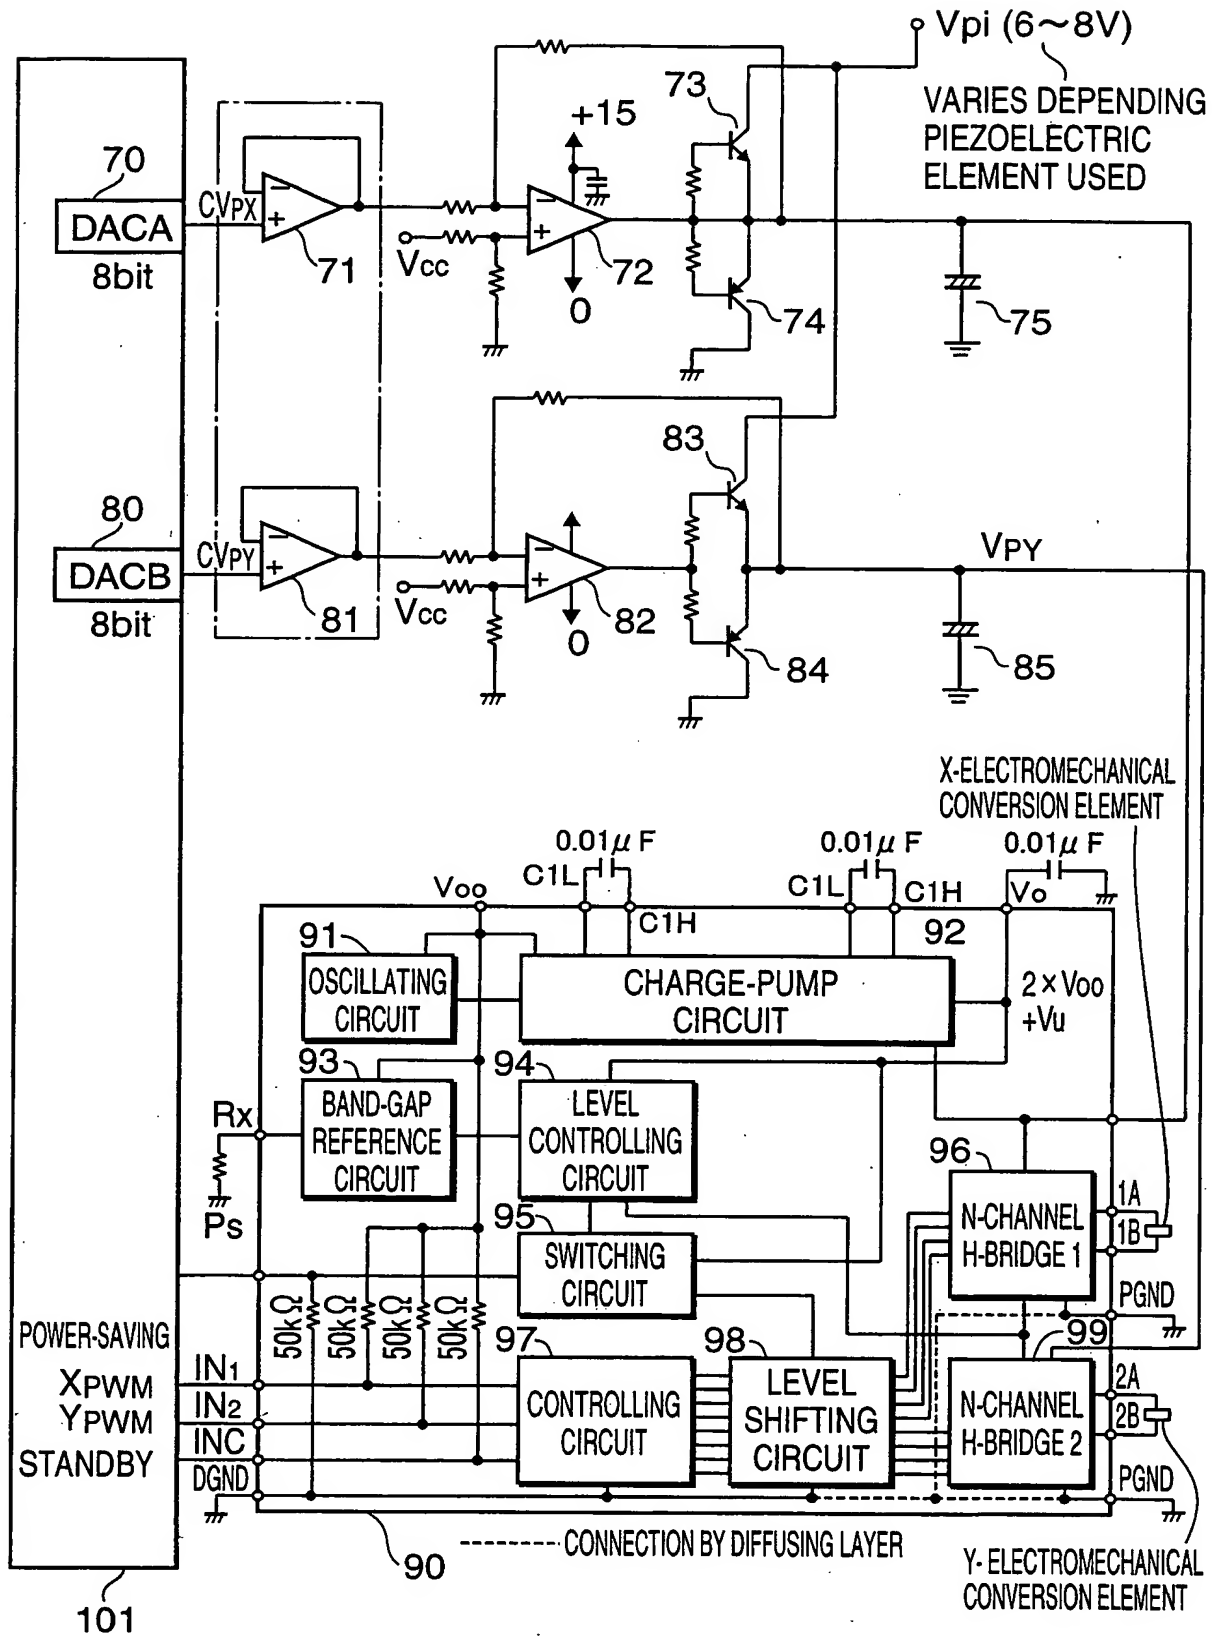 Vpi (6~8V)
VARIES DEPENDING
PIEZOELECTRIC
ELEMENT USED
73
+15
70
DACA
8bit
CVPX
71
Vcc
72
0
74
75
83
80
DACB
8bit
CVPY
81
Vcc
82
0
84
VPY
85
X-ELECTROMECHANICAL
CONVERSION ELEMENT
0.01μF
0.01μF
0.01μF
Voo
C1L
C1H
C1L
C1H
Vo
92
91
OSCILLATING
CIRCUIT
CHARGE-PUMP
CIRCUIT
2×Voo
+Vu
93
BAND-GAP
REFERENCE
CIRCUIT
94
LEVEL
CONTROLLING
CIRCUIT
Rx
Ps
95
SWITCHING
CIRCUIT
96
N-CHANNEL
H-BRIDGE 1
1A
1B
PGND
50kΩ
50kΩ
50kΩ
50kΩ
POWER-SAVING
XPWM
YPWM
STANDBY
IN1
IN2
INC
DGND
97
CONTROLLING
CIRCUIT
98
LEVEL
SHIFTING
CIRCUIT
99
N-CHANNEL
H-BRIDGE 2
2A
2B
PGND
90
CONNECTION BY DIFFUSING LAYER
Y- ELECTROMECHANICAL
CONVERSION ELEMENT
101